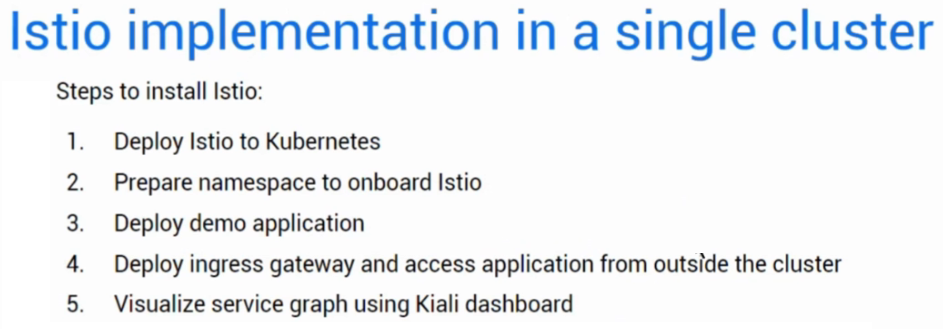 Istio implementation in a single cluster
Steps to install Istio:
1. Deploy Istio to Kubernetes
2. Prepare namespace to onboard Istio
3. Deploy demo application
4. Deploy ingress gateway and access application from outside the cluster
5. Visualize service graph using Kiali dashboard